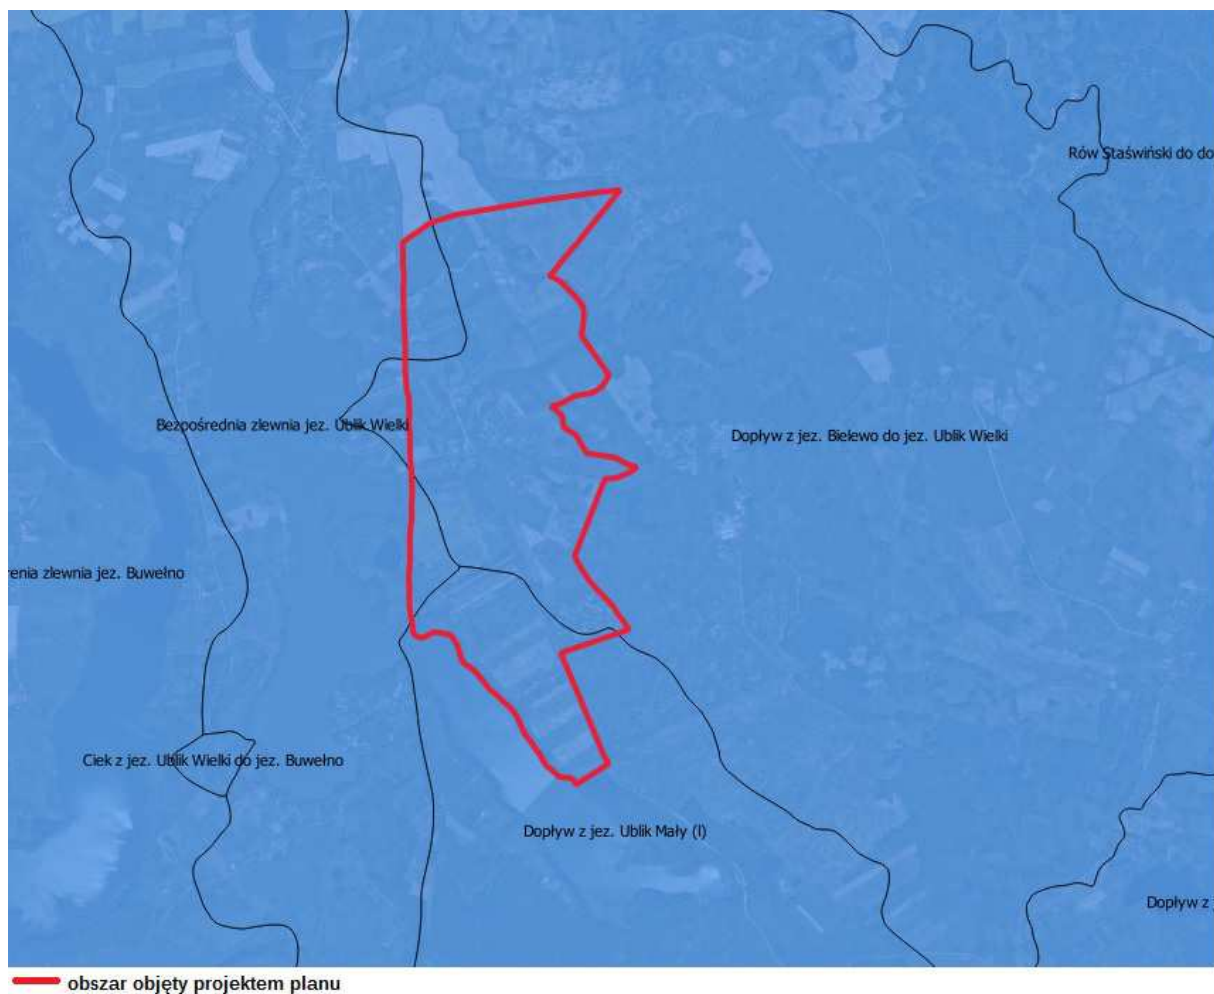 Rów Staświński do do
Bezpośrednia zlewnia jez. Ublik Wielki
Dopływ z jez. Bielewo do jez. Ublik Wielki
renia zlewnia jez. Buwełno
Ciek z jez. Ublik Wielki do jez. Buwełno
Dopływ z jez. Ublik Mały (l)
Dopływ z
obszar objęty projektem planu